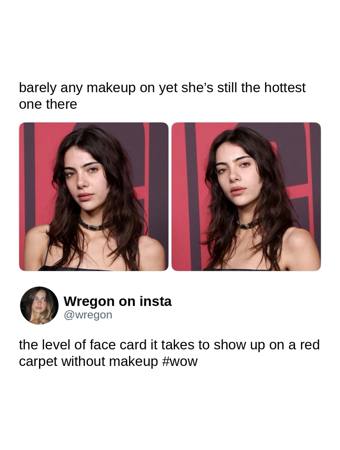 barely any makeup on yet she’s still the hottest
one there
Wregon on insta
@wregon
the level of face card it takes to show up on a red
carpet without makeup #wow